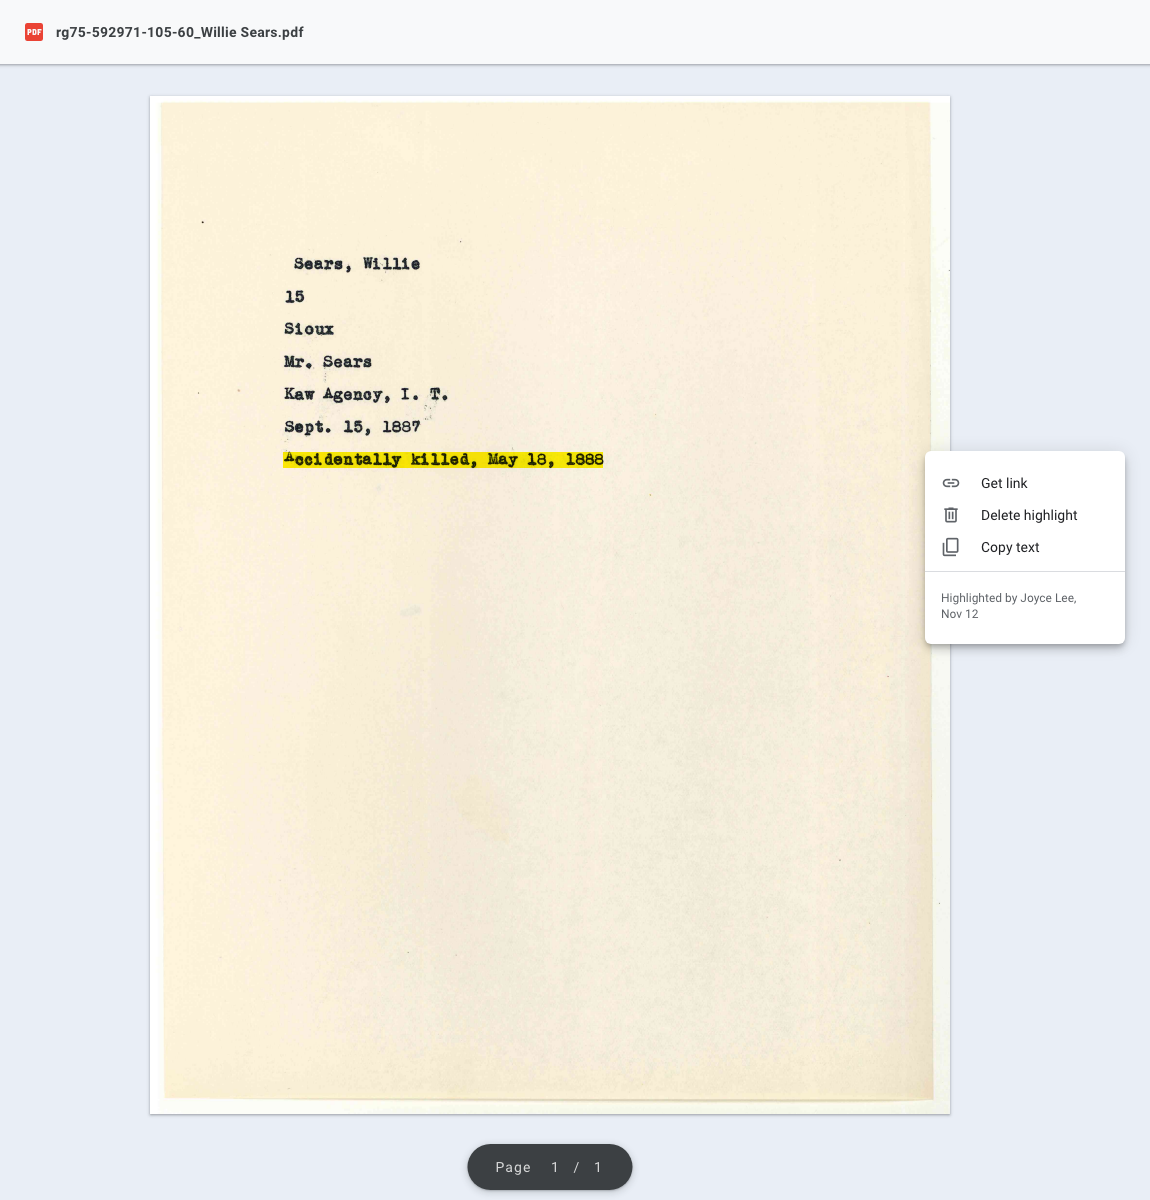 PDF rg75-592971-105-60_Willie Sears.pdf
Sears, Willie
15
Sioux
Mr. Sears
Kaw Agency, I. T.
Sept. 15, 1887
Accidentally killed, May 18, 1888
Get link
Delete highlight
Copy text
Highlighted by Joyce Lee,
Nov 12
Page 1 / 1